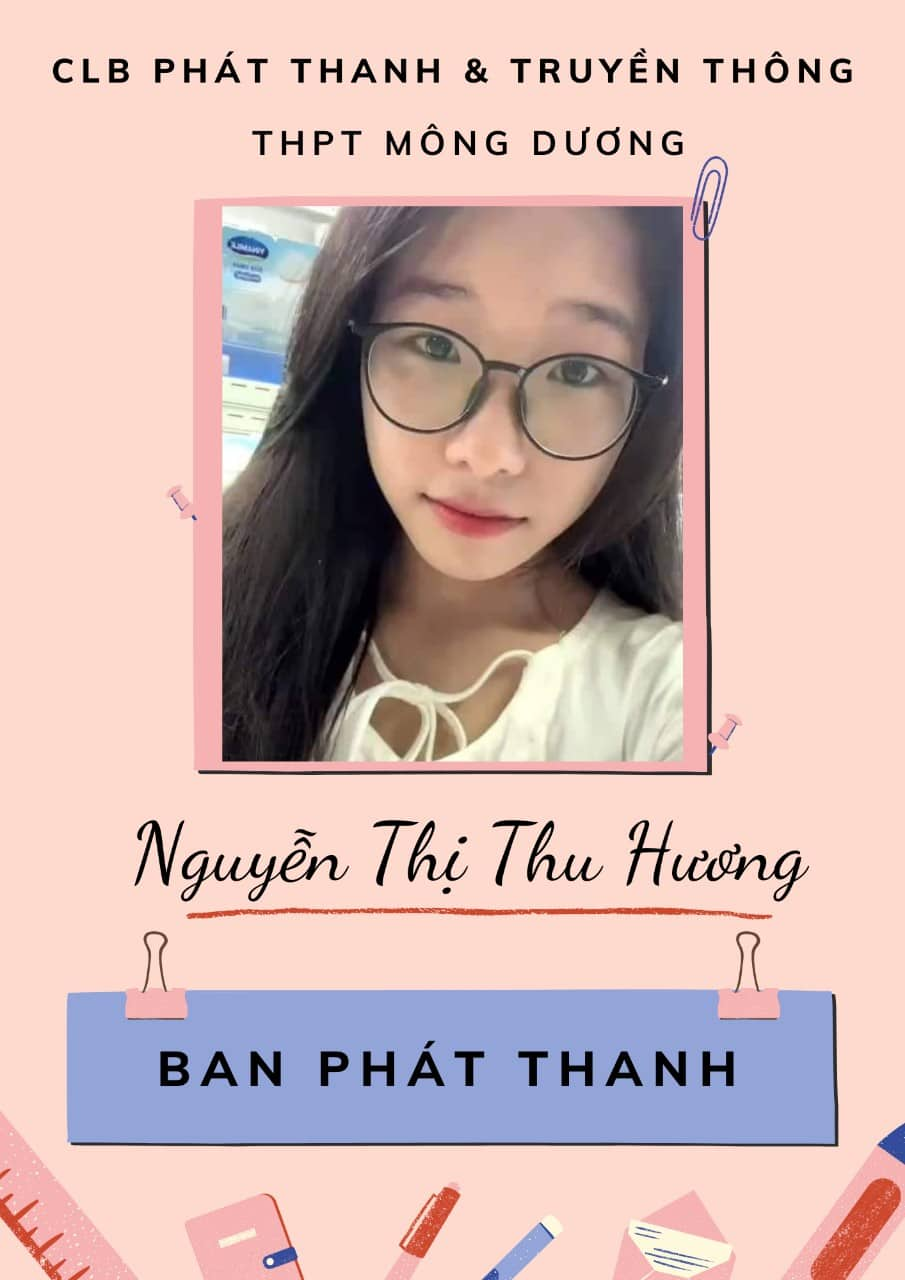 CLB PHÁT THANH & TRUYỀN THÔNG
THPT MÔNG DƯƠNG
Nguyễn Thị Thu Hương
BAN PHÁT THANH